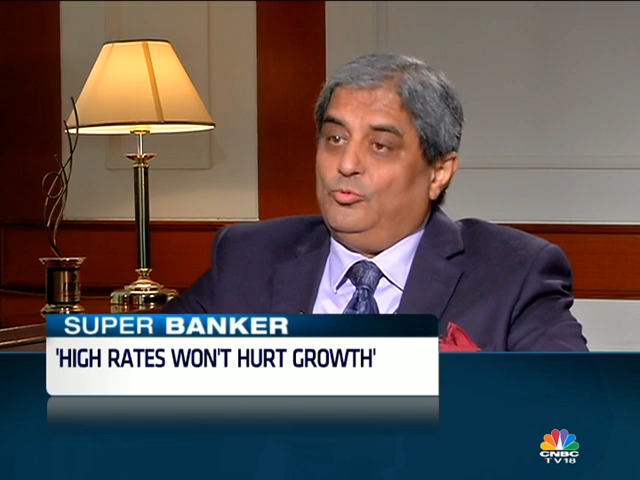 SUPER BANKER
'HIGH RATES WON'T HURT GROWTH'
CNBC
TV18